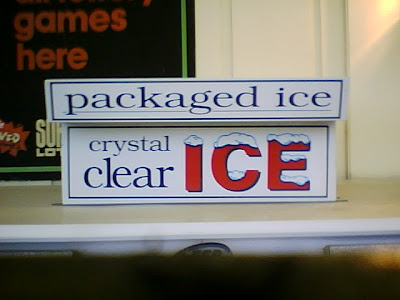 games
here
packaged ice
crystal
clear ICE